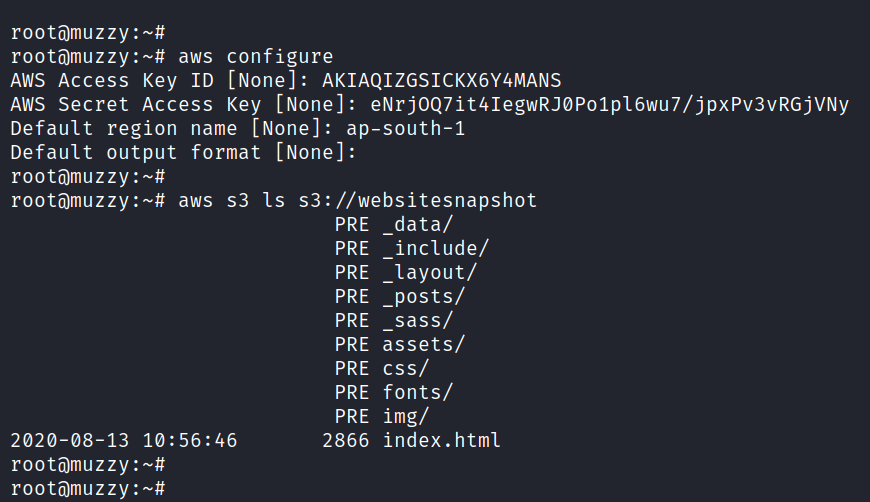 root@muzzy:~#
root@muzzy:~# aws configure
AWS Access Key ID [None]: AKIAQIZGSICKX6Y4MANS
AWS Secret Access Key [None]: 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
Default region name [None]: ap-south-1
Default output format [None]:
root@muzzy:~#
root@muzzy:~# aws s3 ls s3://websitesnapshot
PRE _data/
PRE _include/
PRE _layout/
PRE _posts/
PRE _sass/
PRE assets/
PRE css/
PRE fonts/
PRE img/
2020-08-13 10:56:46 2866 index.html
root@muzzy:~#
root@muzzy:~#